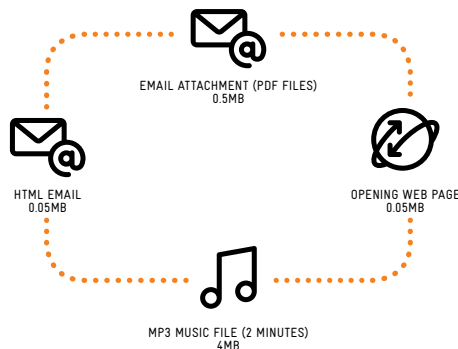 EMAIL ATTACHMENT (PDF FILES)
0.5MB
HTML EMAIL
0.05MB
OPENING WEB PAGE
0.05MB
MP3 MUSIC FILE (2 MINUTES)
4MB